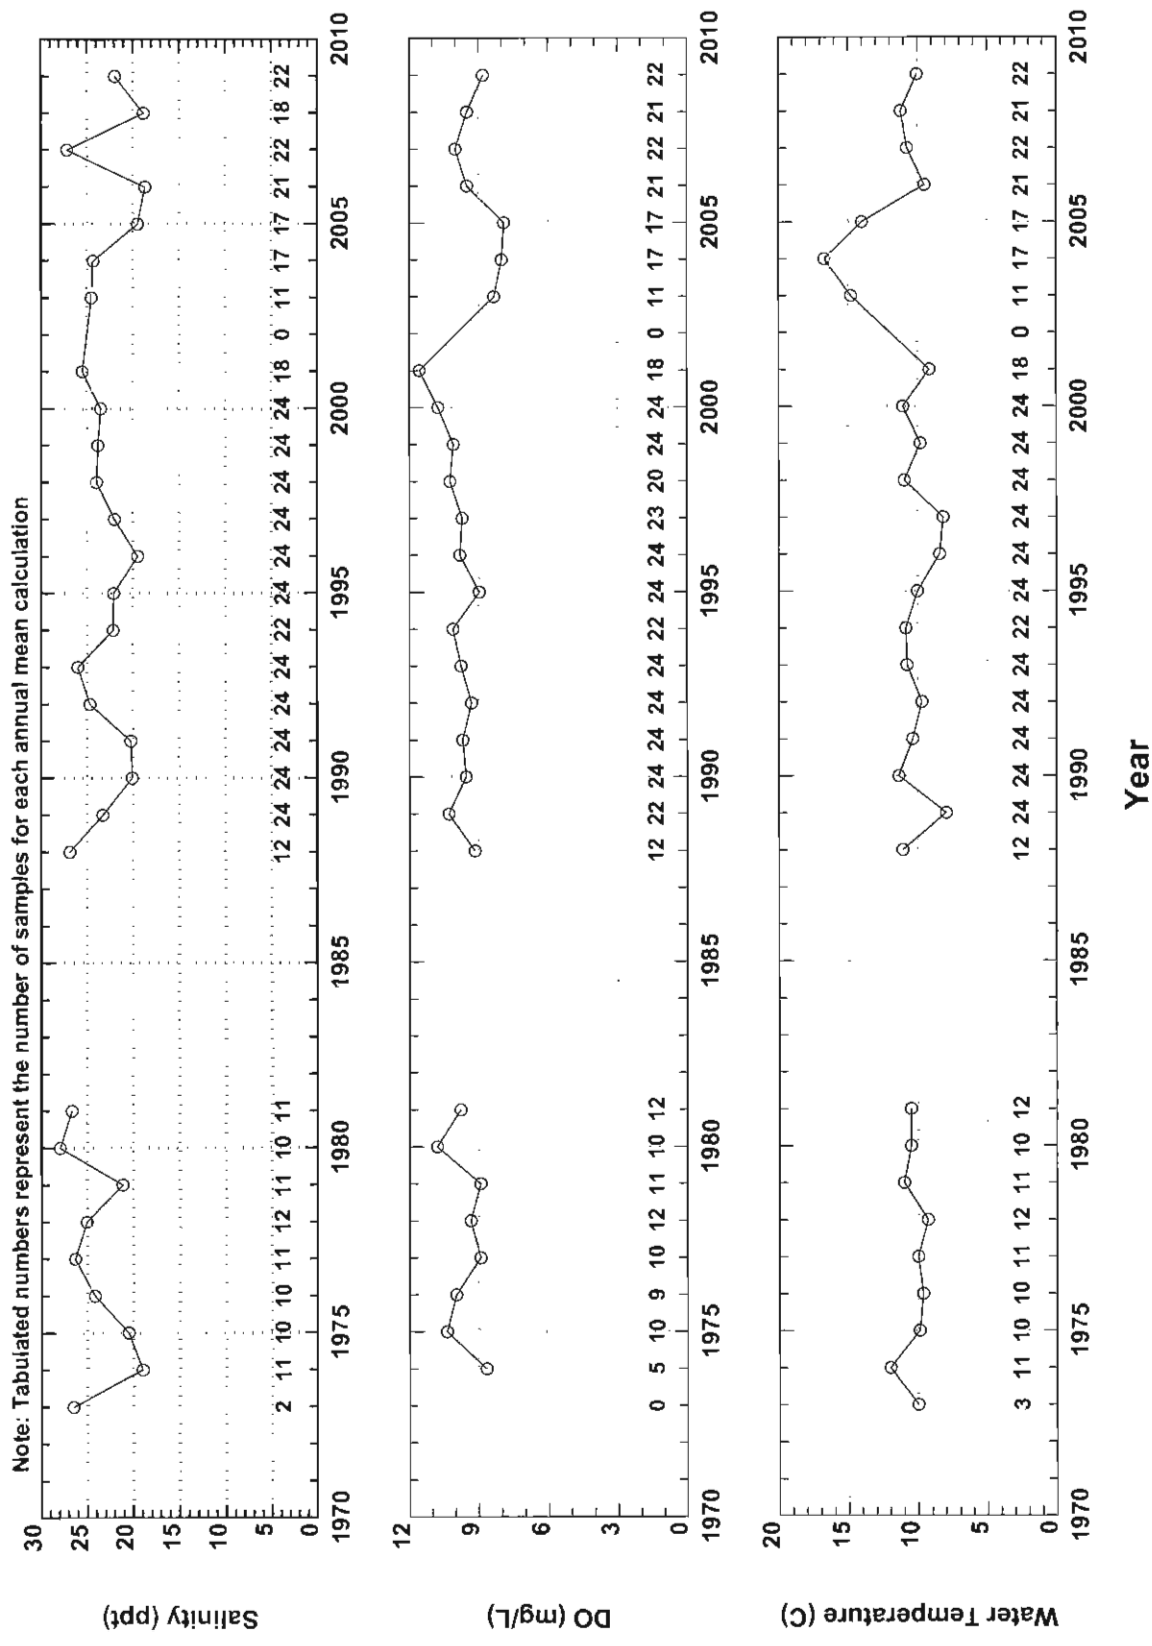 Note: Tabulated numbers represent the number of samples for each annual mean calculation
Salinity (ppt)
30
25
20
15
10
5
0
2 11 10 10 11 12 11 10 11 12 24 24 24 24 24 22 24 24 24 24 24 24 18 0 11 17 17 21 22 18 22
1970 1975 1980 1985 1990 1995 2000 2005 2010
DO (mg/L)
12
9
6
3
0
0 5 10 9 10 12 11 10 12 12 22 24 24 24 24 22 24 24 23 20 24 24 18 0 11 17 17 21 22 21 22
1970 1975 1980 1985 1990 1995 2000 2005 2010
Water Temperature (C)
20
15
10
5
0
3 11 10 10 11 12 11 10 12 12 24 24 24 24 24 22 24 24 24 24 24 24 18 0 11 17 17 21 22 21 22
1970 1975 1980 1985 1990 1995 2000 2005 2010
Year